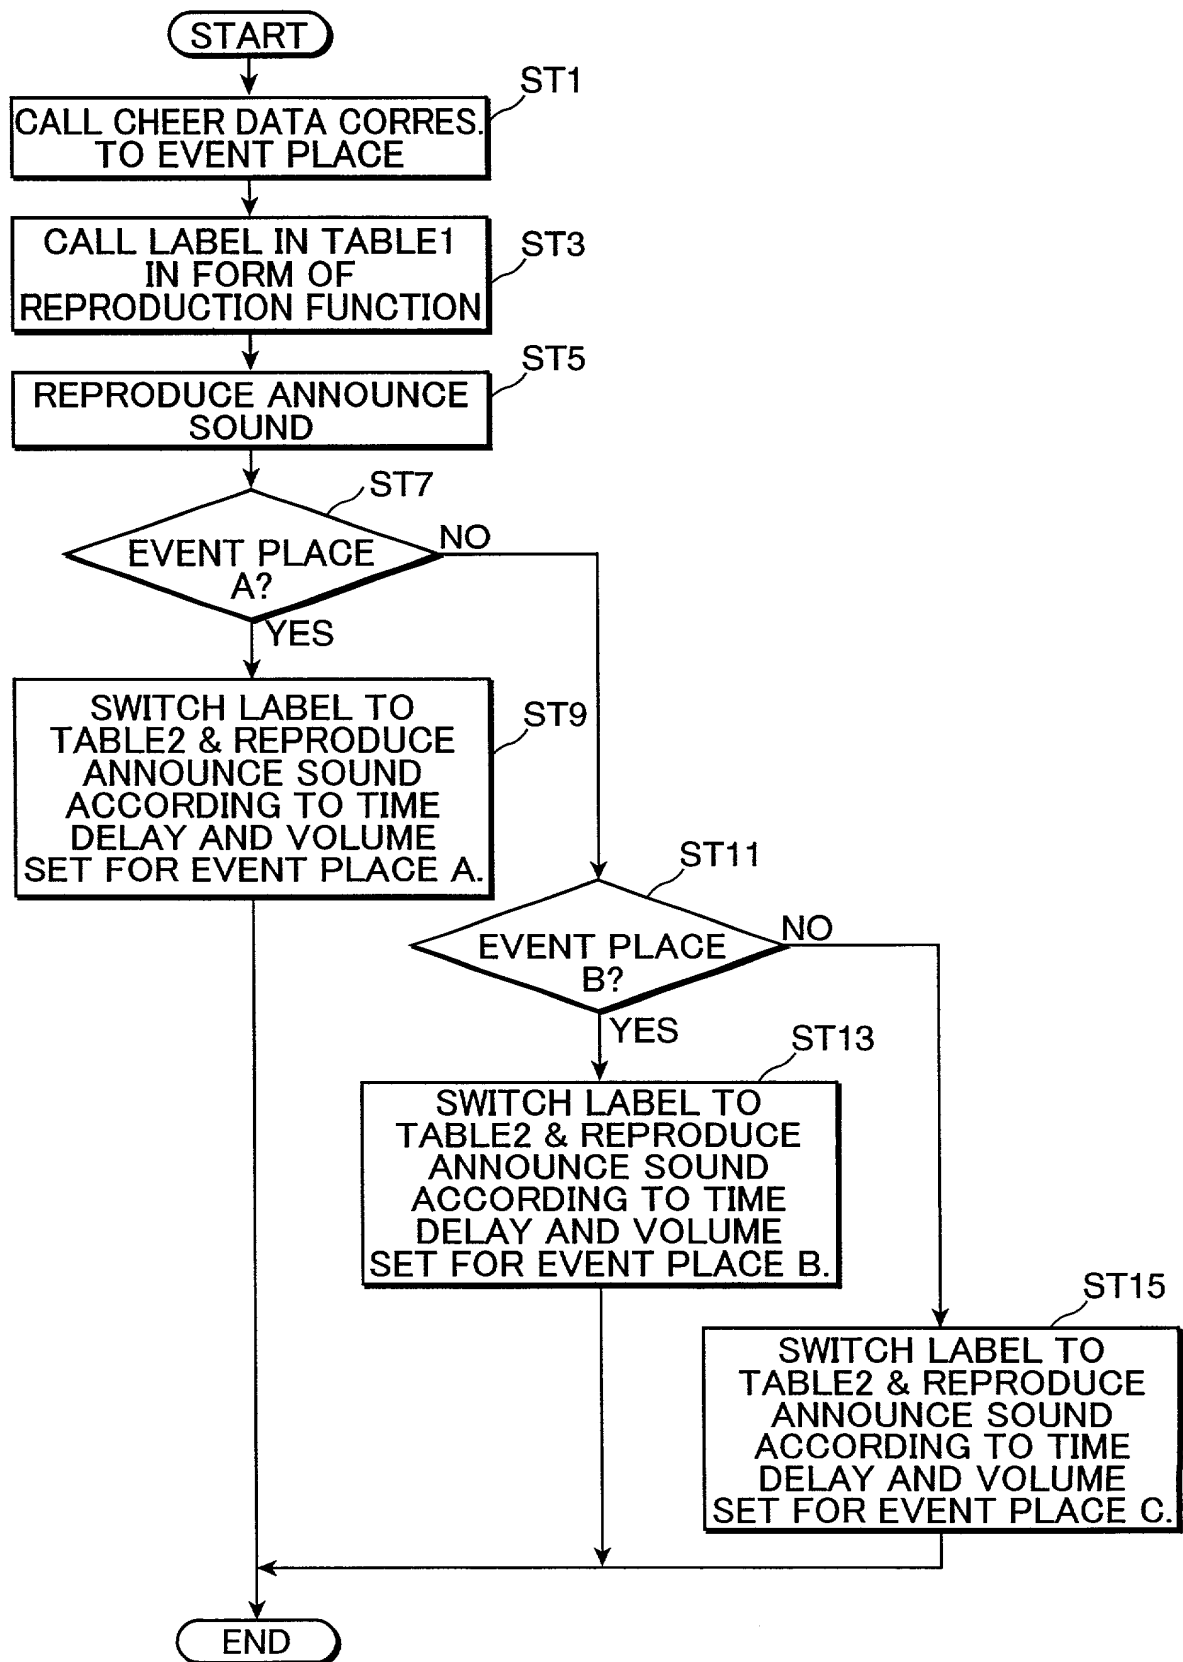 START
ST1
CALL CHEER DATA CORRES.
TO EVENT PLACE
ST3
CALL LABEL IN TABLE1
IN FORM OF
REPRODUCTION FUNCTION
ST5
REPRODUCE ANNOUNCE
SOUND
ST7
EVENT PLACE
A?
NO
YES
ST9
SWITCH LABEL TO
TABLE2 & REPRODUCE
ANNOUNCE SOUND
ACCORDING TO TIME
DELAY AND VOLUME
SET FOR EVENT PLACE A.
ST11
EVENT PLACE
B?
NO
YES
ST13
SWITCH LABEL TO
TABLE2 & REPRODUCE
ANNOUNCE SOUND
ACCORDING TO TIME
DELAY AND VOLUME
SET FOR EVENT PLACE B.
ST15
SWITCH LABEL TO
TABLE2 & REPRODUCE
ANNOUNCE SOUND
ACCORDING TO TIME
DELAY AND VOLUME
SET FOR EVENT PLACE C.
END